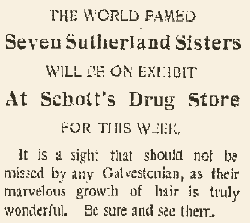 THE WORLD FAMED
Seven Sutherland Sisters
WILL BE ON EXHIBIT
At Schott's Drug Store
FOR THIS WEEK.
It is a sight that should not be
missed by any Galvestonian, as their
marvelous growth of hair is truly
wonderful. Be sure and see them.